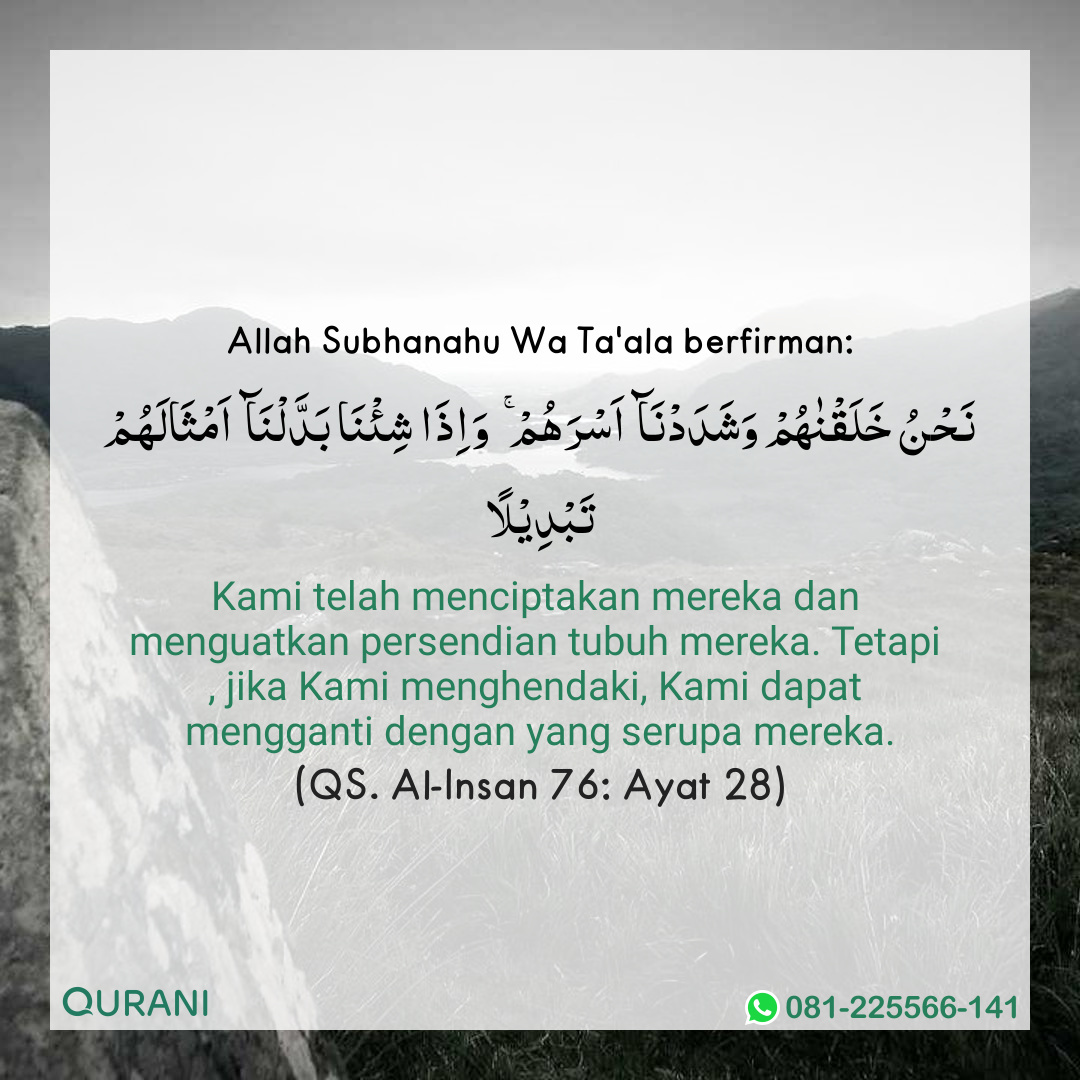 Allah Subhanahu Wa Ta'ala berfirman:
نَحْنُ خَلَقْنٰهُمْ وَشَدَدْنَاۤ اَسْرَهُمْ ۚ وَاِذَا شِئْنَا بَدَّلْنَاۤ اَمْثَالَهُمْ
تَبْدِيْلًا
Kami telah menciptakan mereka dan
menguatkan persendian tubuh mereka. Tetapi
, jika Kami menghendaki, Kami dapat
mengganti dengan yang serupa mereka.
(QS. Al-Insan 76: Ayat 28)
QURANI
081-225566-141